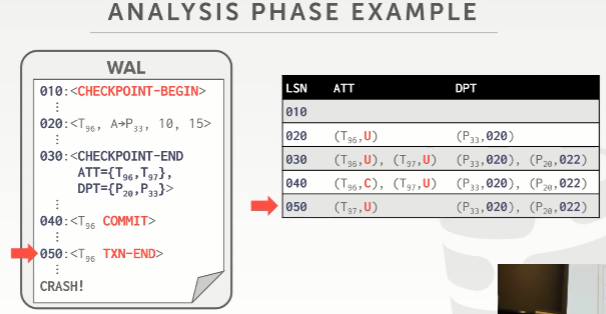 ANALYSIS PHASE EXAMPLE
WAL
010:<CHECKPOINT-BEGIN>
⋮
020:<T96, A→P33, 10, 15>
⋮
030:<CHECKPOINT-END
ATT={T96,T97},
DPT={P20,P33}>
⋮
040:<T96 COMMIT>
⋮
050:<T96 TXN-END>
⋮
CRASH!
LSN ATT DPT
010
020 (T96,U) (P33,020)
030 (T96,U), (T97,U) (P33,020), (P20,022)
040 (T96,C), (T97,U) (P33,020), (P20,022)
050 (T97,U) (P33,020), (P20,022)